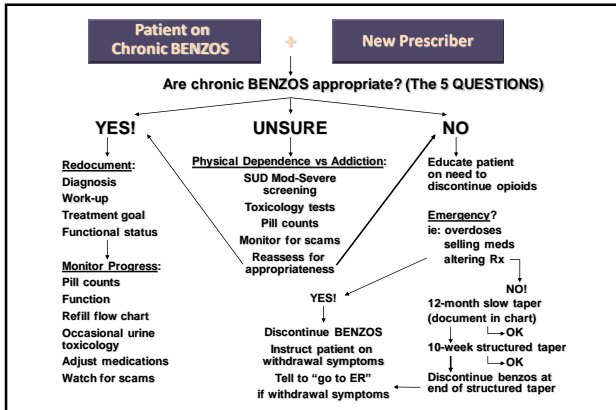 Patient on
Chronic BENZOS
+
New Prescriber
Are chronic BENZOS appropriate? (The 5 QUESTIONS)
YES!
Redocument:
Diagnosis
Work-up
Treatment goal
Functional status
Monitor Progress:
Pill counts
Function
Refill flow chart
Occasional urine
toxicology
Adjust medications
Watch for scams
UNSURE
Physical Dependence vs Addiction:
SUD Mod-Severe
screening
Toxicology tests
Pill counts
Monitor for scams
Reassess for
appropriateness
NO
Educate patient
on need to
discontinue opioids
Emergency?
ie: overdoses
selling meds
altering Rx
YES!
Discontinue BENZOS
Instruct patient on
withdrawal symptoms
Tell to “go to ER”
if withdrawal symptoms
NO!
12-month slow taper
(document in chart)
OK
10-week structured taper
OK
Discontinue benzos at
end of structured taper